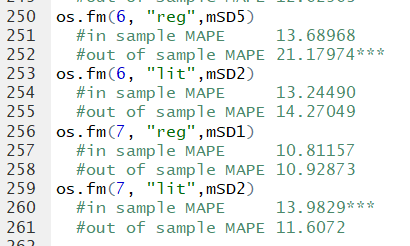 250 os.fm(6, "reg",mSD5)
251 #in sample MAPE 13.68968
252 #out of sample MAPE 21.17974***
253 os.fm(6, "lit",mSD2)
254 #in sample MAPE 13.24490
255 #out of sample MAPE 14.27049
256 os.fm(7, "reg",mSD1)
257 #in sample MAPE 10.81157
258 #out of sample MAPE 10.92873
259 os.fm(7, "lit",mSD2)
260 #in sample MAPE 13.9829***
261 #out of sample MAPE 11.6072